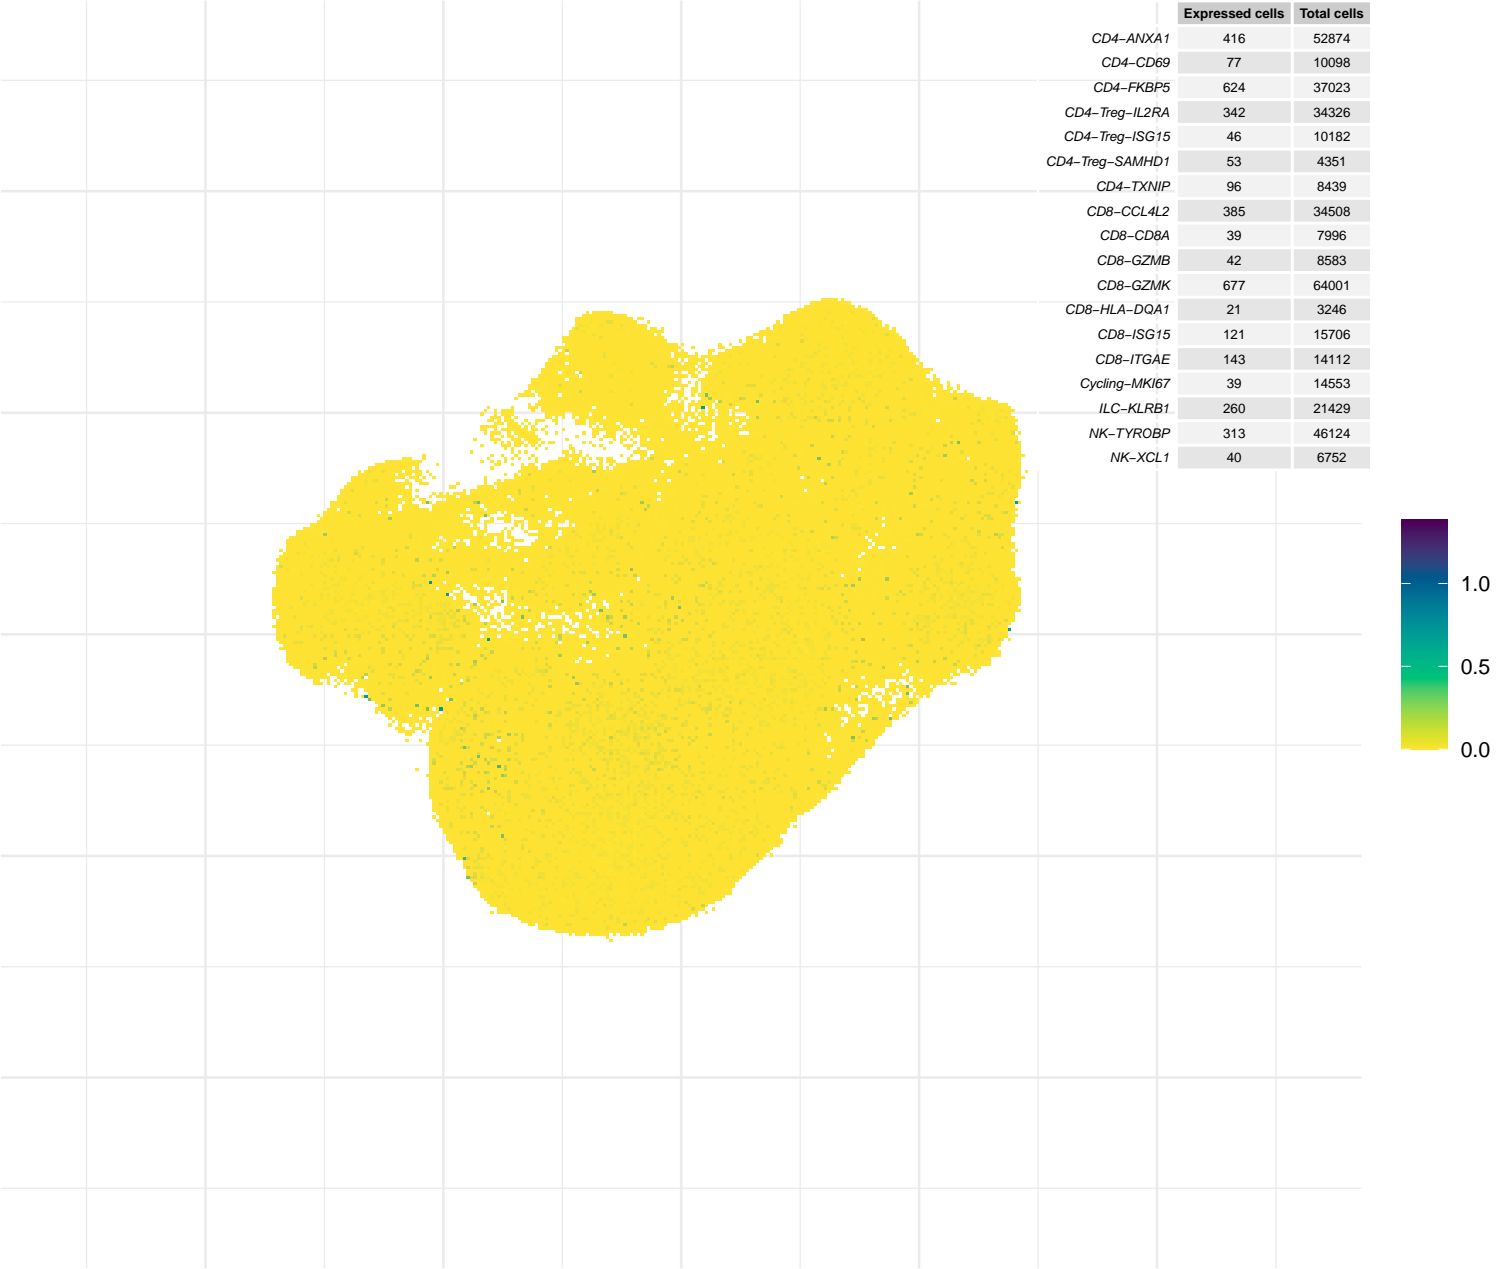 Expressed cells Total cells
CD4−ANXA1 416 52874
CD4−CD69 77 10098
CD4−FKBP5 624 37023
CD4−Treg−IL2RA 342 34326
CD4−Treg−ISG15 46 10182
CD4−Treg−SAMHD1 53 4351
CD4−TXNIP 96 8439
CD8−CCL4L2 385 34508
CD8−CD8A 39 7996
CD8−GZMB 42 8583
CD8−GZMK 677 64001
CD8−HLA−DQA1 21 3246
CD8−ISG15 121 15706
CD8−ITGAE 143 14112
Cycling−MKI67 39 14553
ILC−KLRB1 260 21429
NK−TYROBP 313 46124
NK−XCL1 40 6752
1.0
0.5
0.0